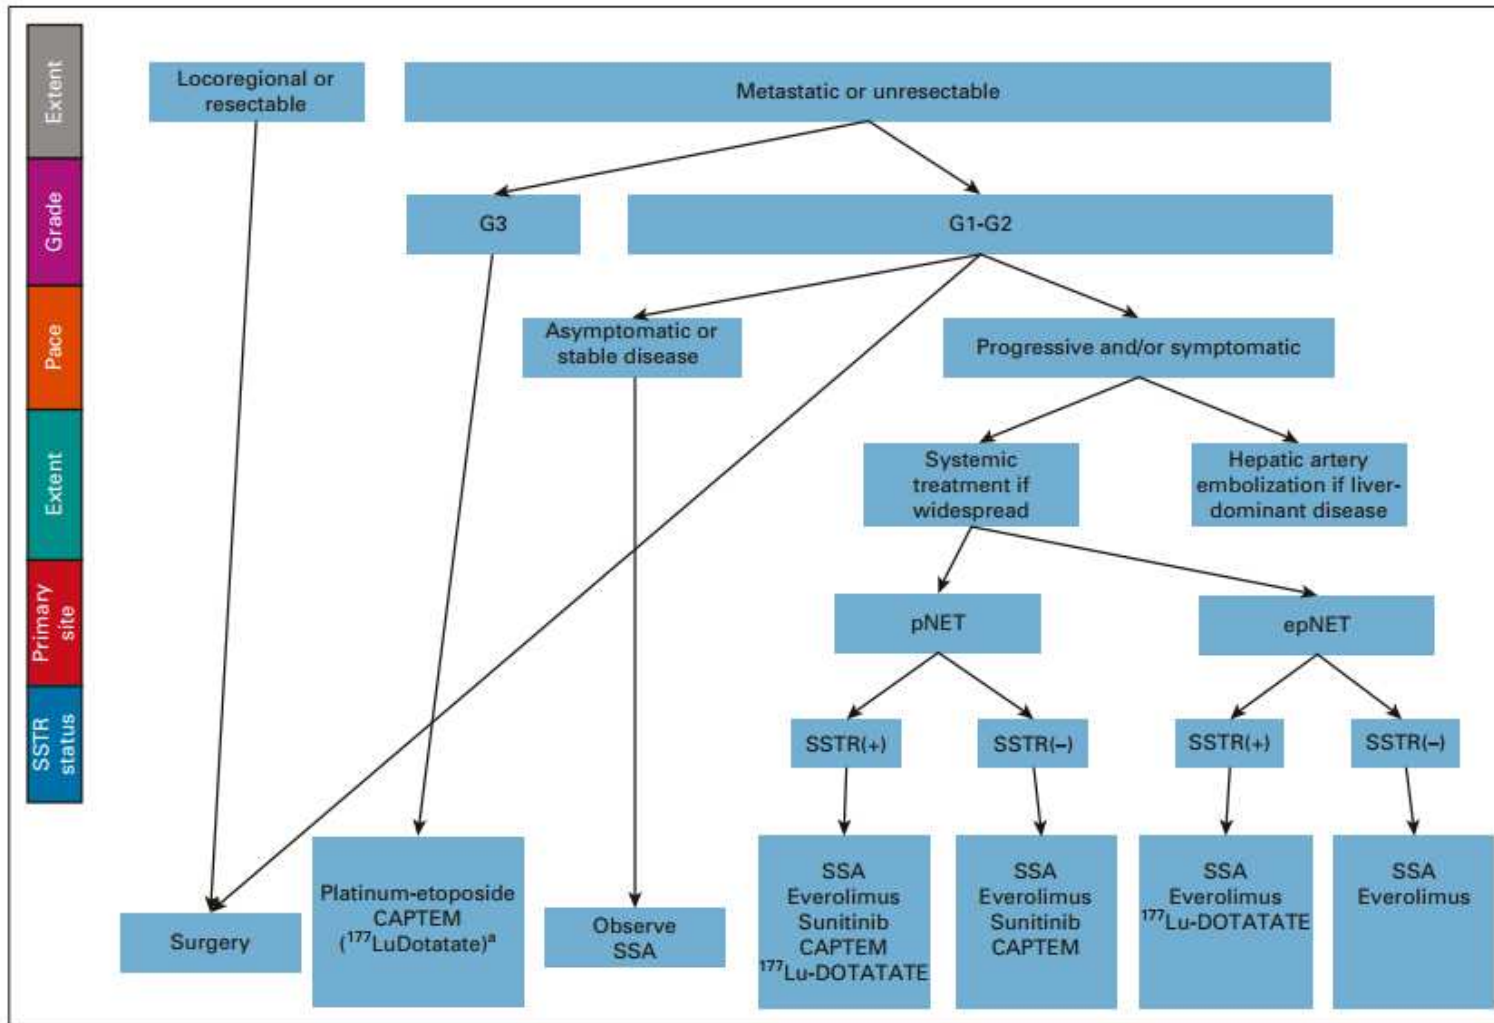 Extent
Grade
Pace
Extent
Primary
site
SSTR
status
Locoregional or
resectable
Metastatic or unresectable
G3
G1-G2
Asymptomatic or
stable disease
Progressive and/or symptomatic
Systemic
treatment if
widespread
Hepatic artery
embolization if liver-
dominant disease
pNET
epNET
SSTR(+)
SSTR(–)
SSTR(+)
SSTR(–)
Surgery
Platinum-etoposide
CAPTEM
(¹⁷⁷LuDotatate)ᵃ
Observe
SSA
SSA
Everolimus
Sunitinib
CAPTEM
¹⁷⁷Lu-DOTATATE
SSA
Everolimus
Sunitinib
CAPTEM
SSA
Everolimus
¹⁷⁷Lu-DOTATATE
SSA
Everolimus